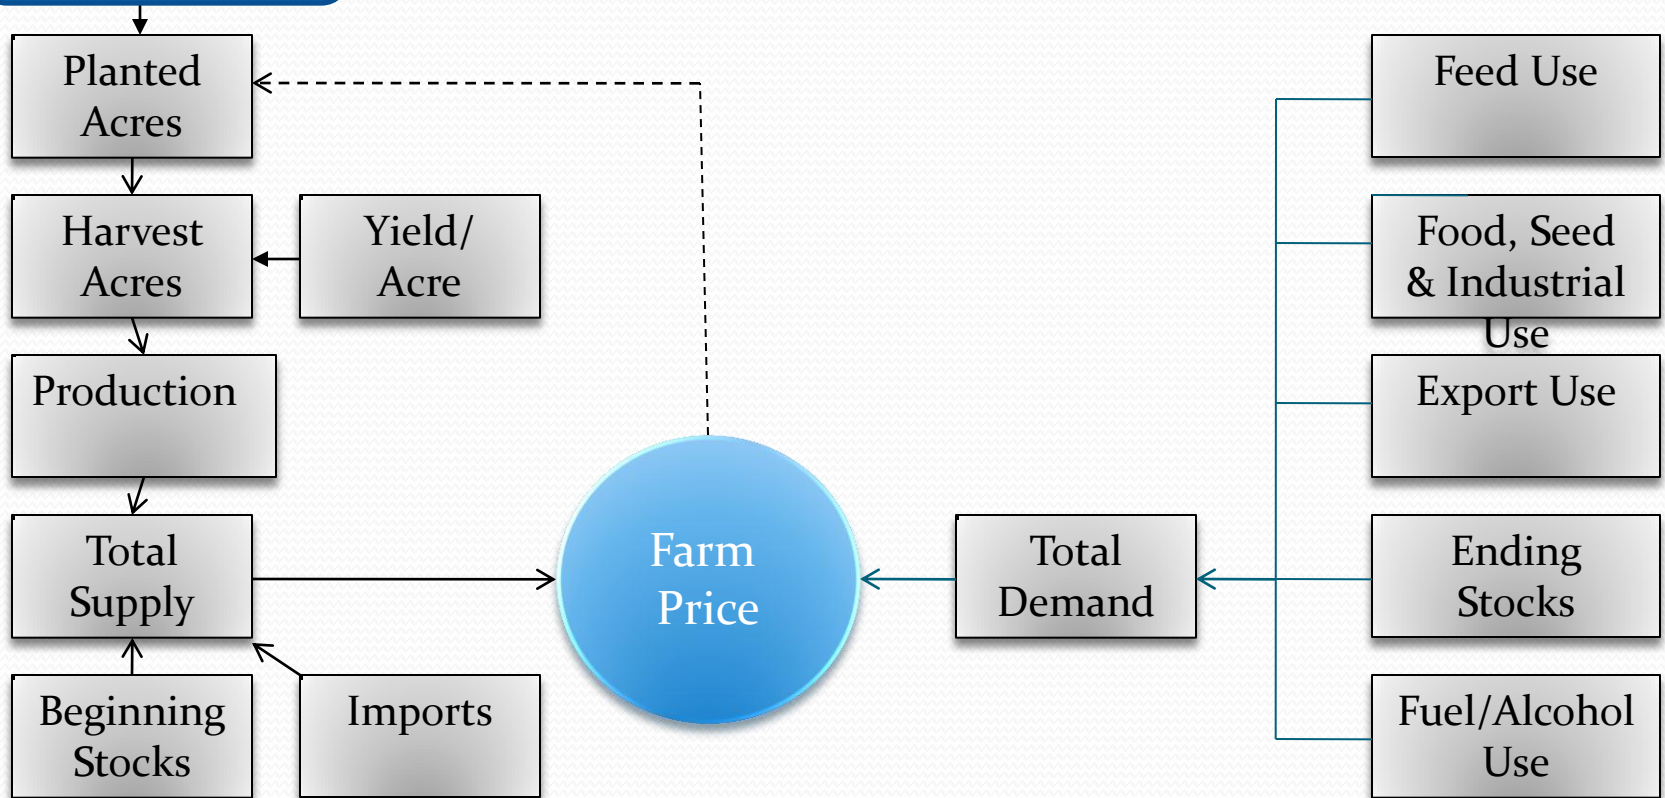 Planted
Acres
Feed Use
Harvest
Acres
Yield/
Acre
Food, Seed
& Industrial
Use
Production
Export Use
Total
Supply
Farm
Price
Total
Demand
Ending
Stocks
Beginning
Stocks
Imports
Fuel/Alcohol
Use